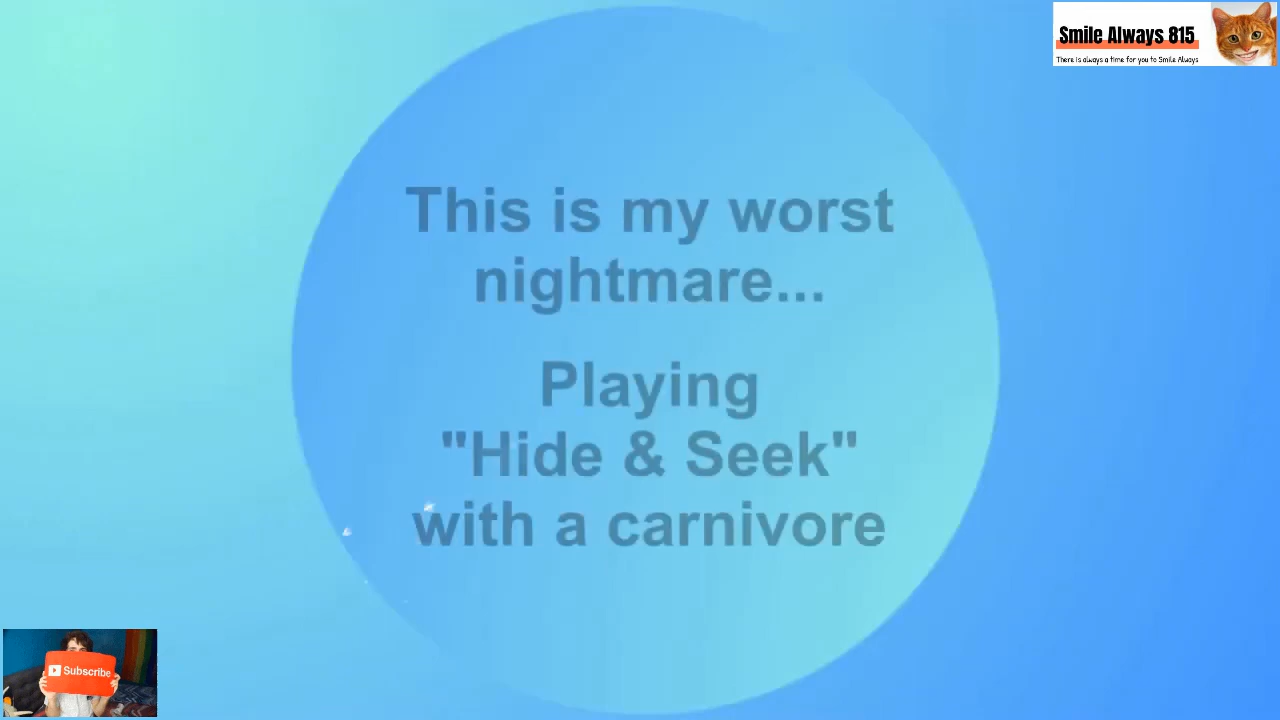 Smile Always 815
There is always a time for you to Smile Always
This is my worst
nightmare...
Playing
"Hide & Seek"
with a carnivore
Subscribe